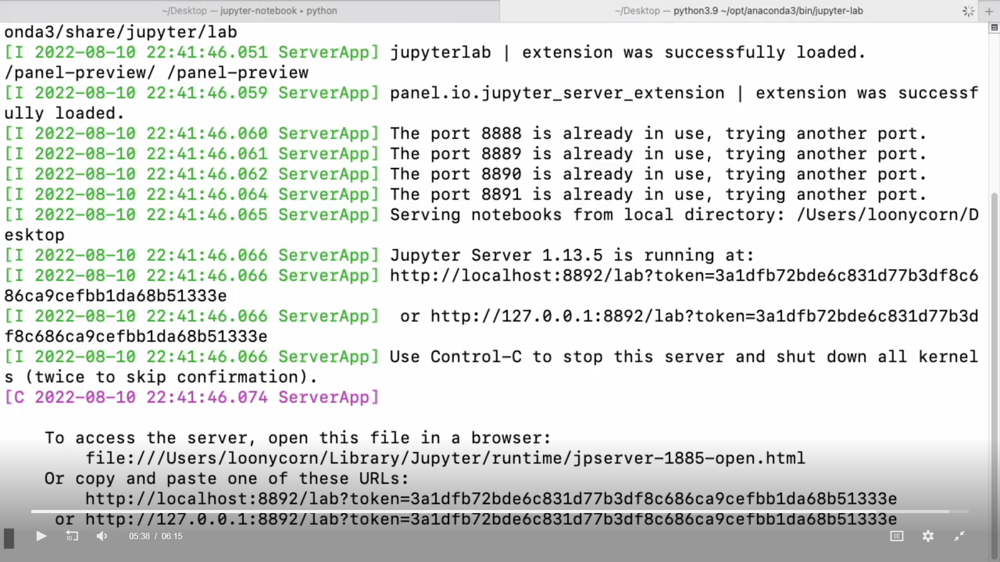 ~/Desktop — jupyter-notebook ▸ python
~/Desktop — python3.9 ~/opt/anaconda3/bin/jupyter-lab
onda3/share/jupyter/lab
[I 2022-08-10 22:41:46.051 ServerApp] jupyterlab | extension was successfully loaded.
/panel-preview/ /panel-preview
[I 2022-08-10 22:41:46.059 ServerApp] panel.io.jupyter_server_extension | extension was successf
ully loaded.
[I 2022-08-10 22:41:46.060 ServerApp] The port 8888 is already in use, trying another port.
[I 2022-08-10 22:41:46.061 ServerApp] The port 8889 is already in use, trying another port.
[I 2022-08-10 22:41:46.062 ServerApp] The port 8890 is already in use, trying another port.
[I 2022-08-10 22:41:46.064 ServerApp] The port 8891 is already in use, trying another port.
[I 2022-08-10 22:41:46.065 ServerApp] Serving notebooks from local directory: /Users/loonycorn/D
esktop
[I 2022-08-10 22:41:46.066 ServerApp] Jupyter Server 1.13.5 is running at:
[I 2022-08-10 22:41:46.066 ServerApp] http://localhost:8892/lab?token=3a1dfb72bde6c831d77b3df8c6
86ca9cefbb1da68b51333e
[I 2022-08-10 22:41:46.066 ServerApp]  or http://127.0.0.1:8892/lab?token=3a1dfb72bde6c831d77b3d
f8c686ca9cefbb1da68b51333e
[I 2022-08-10 22:41:46.066 ServerApp] Use Control-C to stop this server and shut down all kernel
s (twice to skip confirmation).
[C 2022-08-10 22:41:46.074 ServerApp]
To access the server, open this file in a browser:
file:///Users/loonycorn/Library/Jupyter/runtime/jpserver-1885-open.html
Or copy and paste one of these URLs:
http://localhost:8892/lab?token=3a1dfb72bde6c831d77b3df8c686ca9cefbb1da68b51333e
or http://127.0.0.1:8892/lab?token=3a1dfb72bde6c831d77b3df8c686ca9cefbb1da68b51333e
10 05:38 / 06:15 CC